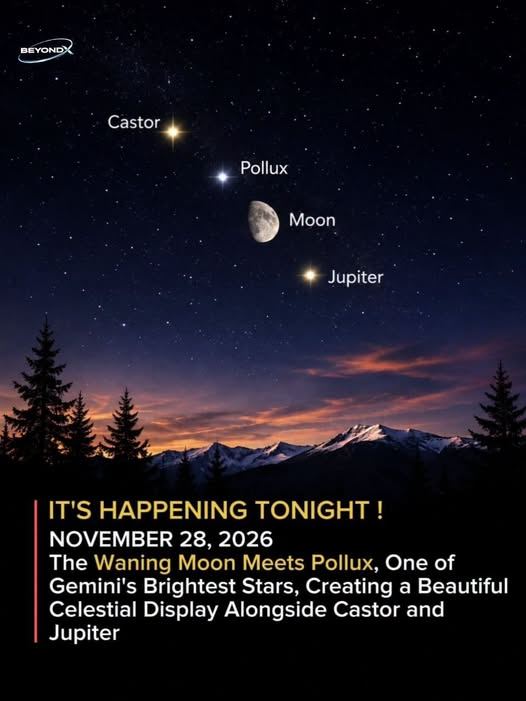 BEYONDX
Castor
Pollux
Moon
Jupiter
IT'S HAPPENING TONIGHT !
NOVEMBER 28, 2026
The Waning Moon Meets Pollux, One of
Gemini's Brightest Stars, Creating a Beautiful
Celestial Display Alongside Castor and
Jupiter